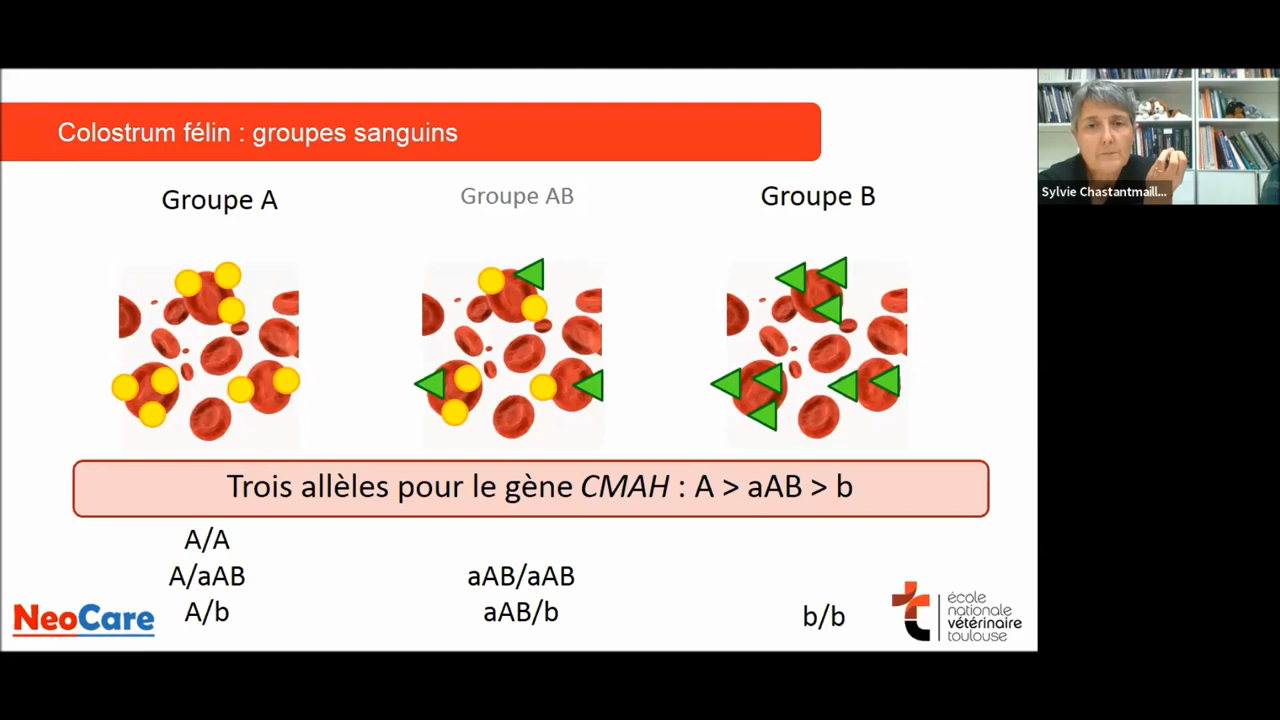 Colostrum félin : groupes sanguins
Groupe A
Groupe AB
Groupe B
Trois allèles pour le gène CMAH : A > aAB > b
A/A
A/aAB
A/b
aAB/aAB
aAB/b
b/b
NeoCare
école
nationale
vétérinaire
toulouse
Sylvie Chastantmaill...